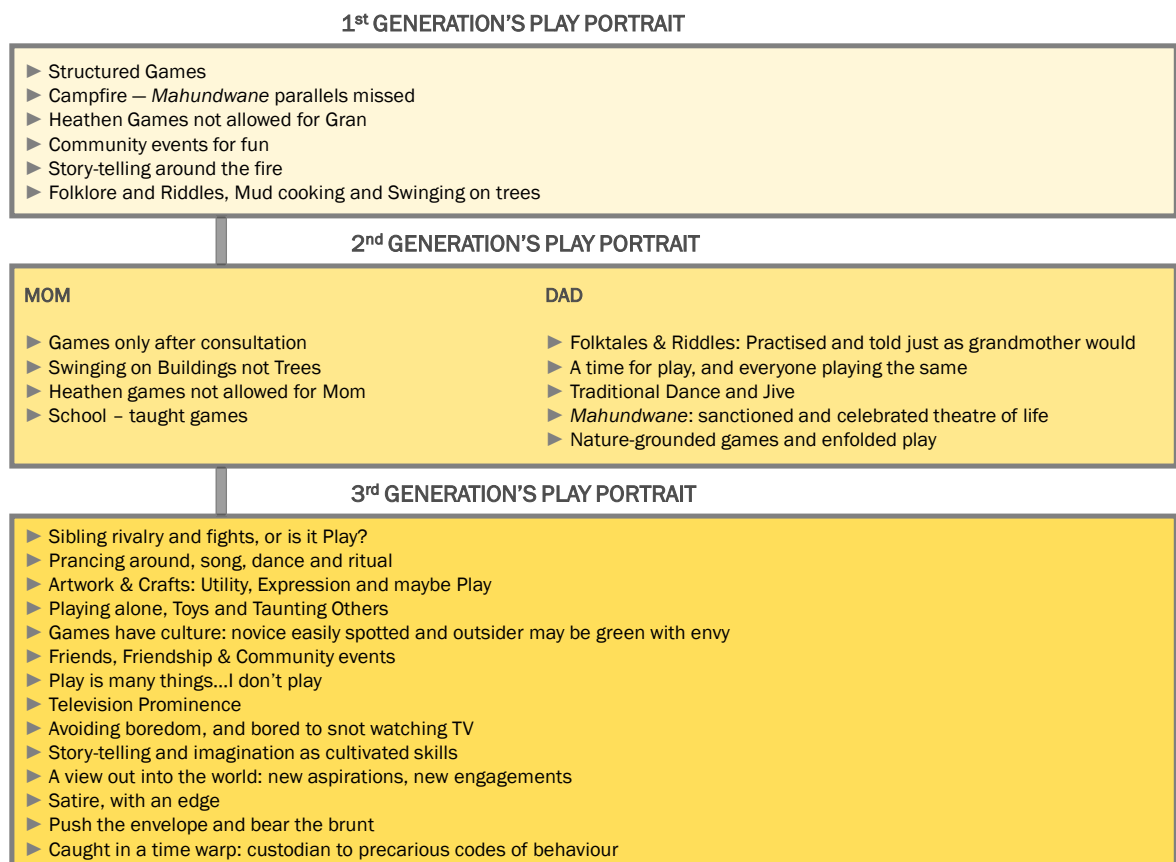 1st GENERATION'S PLAY PORTRAIT
► Structured Games
► Campfire — Mahundwane parallels missed
► Heathen Games not allowed for Gran
► Community events for fun
► Story-telling around the fire
► Folklore and Riddles, Mud cooking and Swinging on trees
2nd GENERATION'S PLAY PORTRAIT
MOM
► Games only after consultation
► Swinging on Buildings not Trees
► Heathen games not allowed for Mom
► School – taught games
DAD
► Folktales & Riddles: Practised and told just as grandmother would
► A time for play, and everyone playing the same
► Traditional Dance and Jive
► Mahundwane: sanctioned and celebrated theatre of life
► Nature-grounded games and enfolded play
3rd GENERATION'S PLAY PORTRAIT
► Sibling rivalry and fights, or is it Play?
► Prancing around, song, dance and ritual
► Artwork & Crafts: Utility, Expression and maybe Play
► Playing alone, Toys and Taunting Others
► Games have culture: novice easily spotted and outsider may be green with envy
► Friends, Friendship & Community events
► Play is many things...I don't play
► Television Prominence
► Avoiding boredom, and bored to snot watching TV
► Story-telling and imagination as cultivated skills
► A view out into the world: new aspirations, new engagements
► Satire, with an edge
► Push the envelope and bear the brunt
► Caught in a time warp: custodian to precarious codes of behaviour